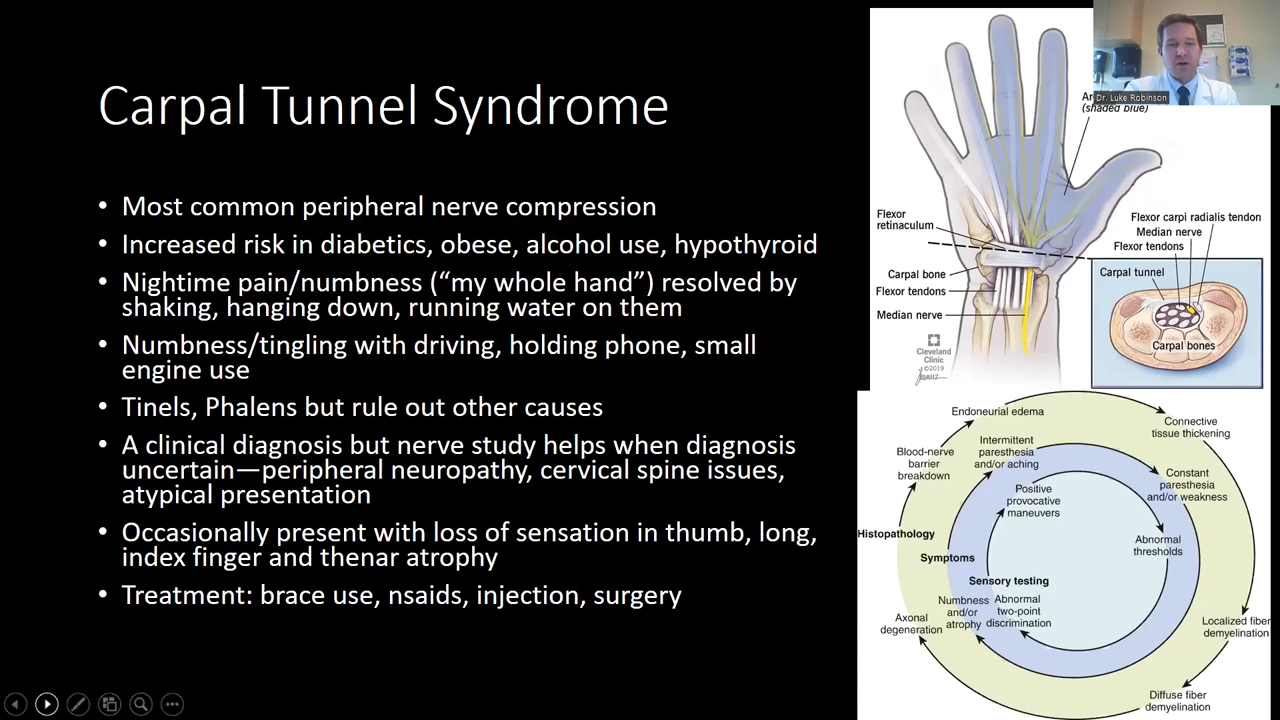 Carpal Tunnel Syndrome
• Most common peripheral nerve compression
• Increased risk in diabetics, obese, alcohol use, hypothyroid
• Nightime pain/numbness (“my whole hand”) resolved by
shaking, hanging down, running water on them
• Numbness/tingling with driving, holding phone, small
engine use
• Tinels, Phalens but rule out other causes
• A clinical diagnosis but nerve study helps when diagnosis
uncertain—peripheral neuropathy, cervical spine issues,
atypical presentation
• Occasionally present with loss of sensation in thumb, long,
index finger and thenar atrophy
• Treatment: brace use, nsaids, injection, surgery
Dr. Luke Robinson
(shaded blue)
Flexor
retinaculum
Carpal bone
Flexor tendons
Median nerve
Cleveland
Clinic
©2019
Flexor carpi radialis tendon
Median nerve
Flexor tendons
Carpal tunnel
Carpal bones
Endoneurial edema
Connective
tissue thickening
Blood-nerve
barrier
breakdown
Intermittent
paresthesia
and/or aching
Constant
paresthesia
and/or weakness
Positive
provocative
maneuvers
Histopathology
Abnormal
thresholds
Symptoms
Sensory testing
Numbness
and/or
atrophy
Abnormal
two-point
discrimination
Axonal
degeneration
Localized fiber
demyelination
Diffuse fiber
demyelination